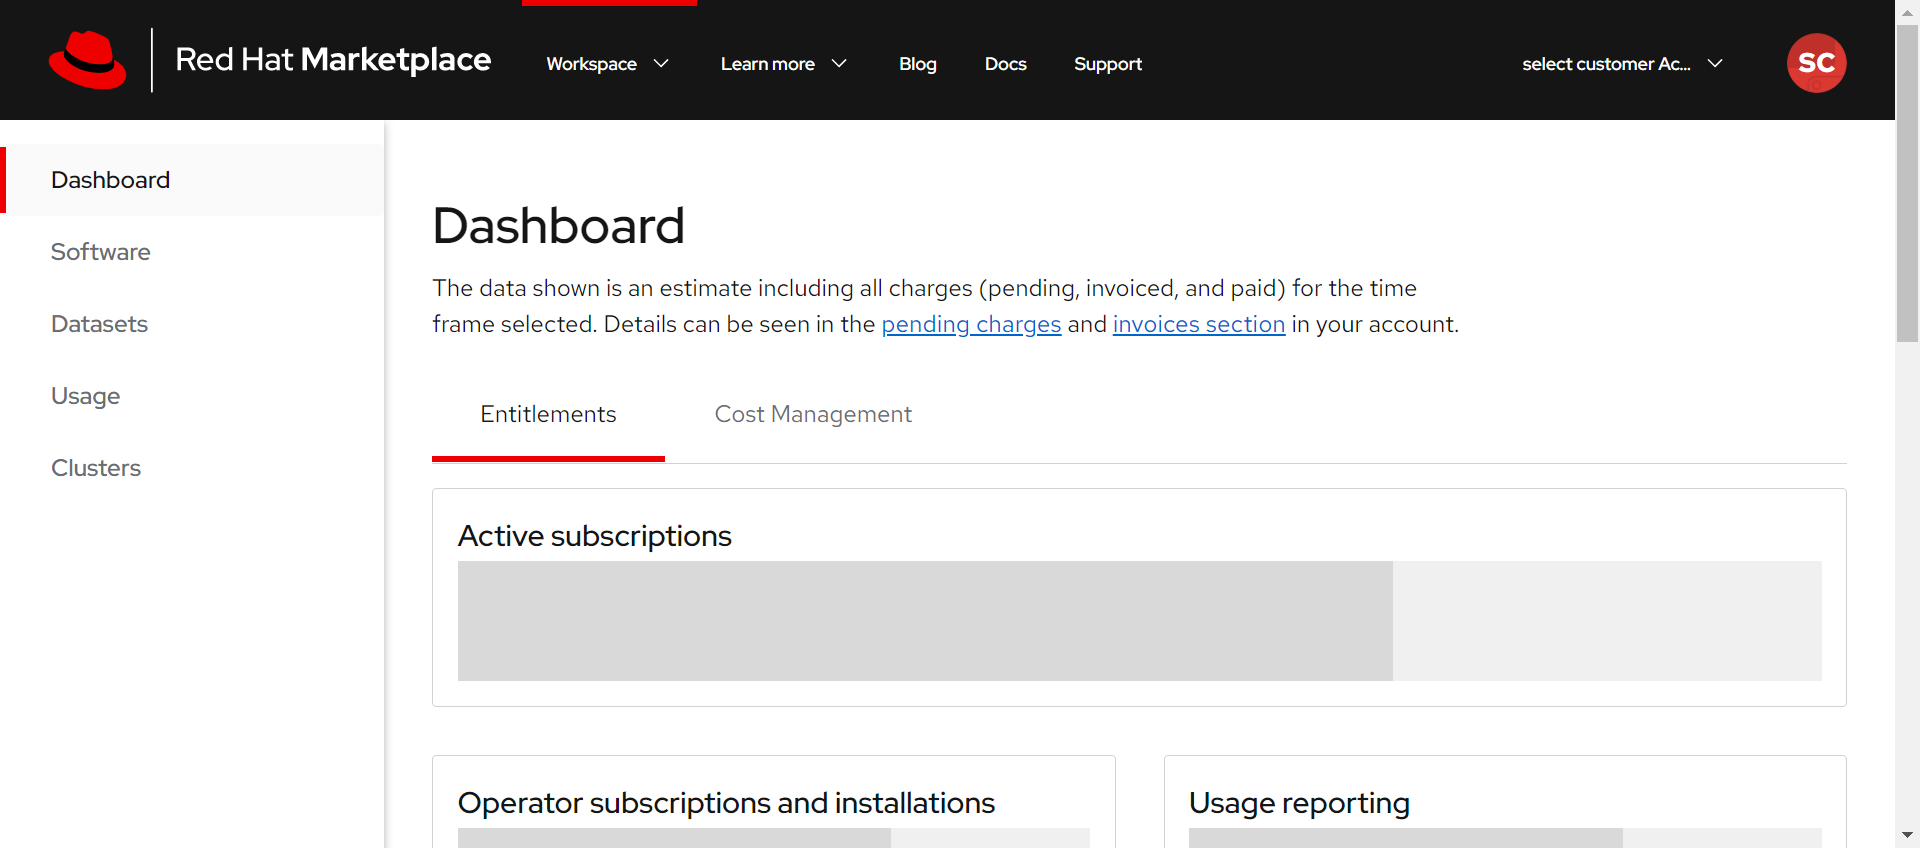 Red Hat Marketplace
Workspace
Learn more
Blog
Docs
Support
select customer Ac...
SC
Dashboard
Software
Datasets
Usage
Clusters
Dashboard
The data shown is an estimate including all charges (pending, invoiced, and paid) for the time
frame selected. Details can be seen in the pending charges and invoices section in your account.
Entitlements
Cost Management
Active subscriptions
Operator subscriptions and installations
Usage reporting